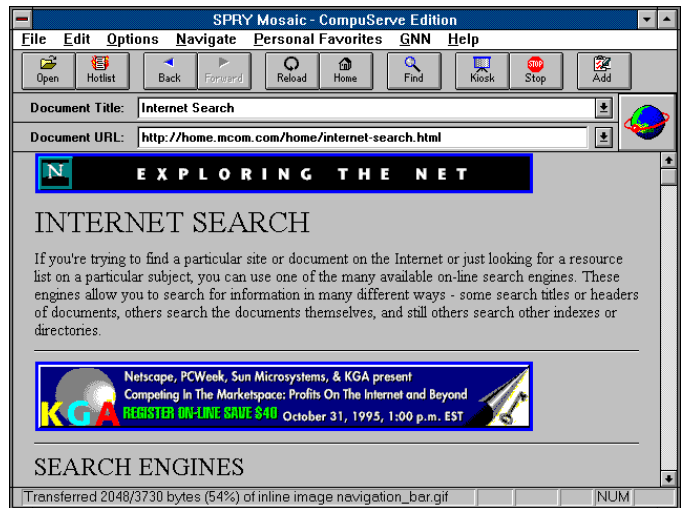 SPRY Mosaic - CompuServe Edition
File Edit Options Navigate Personal Favorites GNN Help
Open Hotlist Back Forward Reload Home Find Kiosk Stop Add
Document Title: Internet Search
Document URL: http://home.mcom.com/home/internet-search.html
N EXPLORING THE NET
INTERNET SEARCH
If you're trying to find a particular site or document on the Internet or just looking for a resource
list on a particular subject, you can use one of the many available on-line search engines. These
engines allow you to search for information in many different ways - some search titles or headers
of documents, others search the documents themselves, and still others search other indexes or
directories.
Netscape, PCWeek, Sun Microsystems, & KGA present
Competing In The Marketspace: Profits On The Internet and Beyond
KGA REGISTER ON-LINE SAVE $40 October 31, 1995, 1:00 p.m. EST
SEARCH ENGINES
Transferred 2048/3730 bytes (54%) of inline image navigation_bar.gif NUM